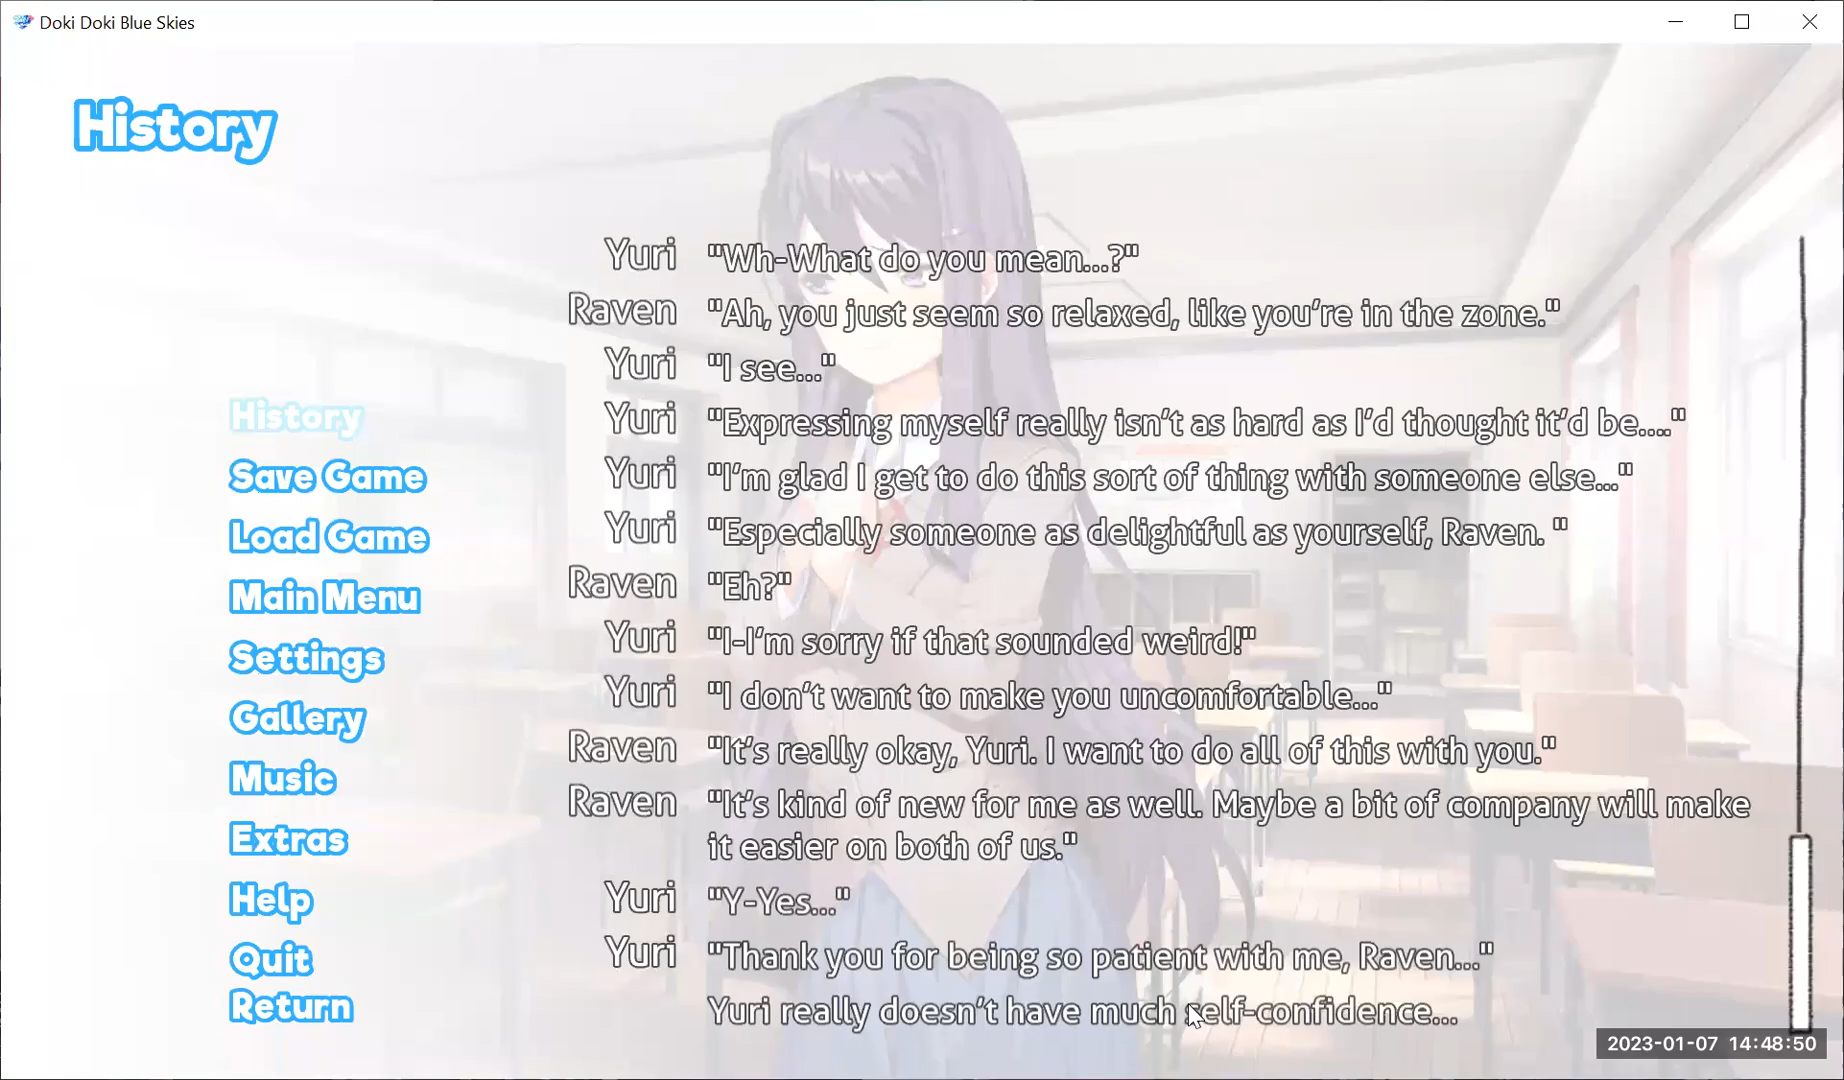 Doki Doki Blue Skies
History
Yuri "Wh-What do you mean...?"
Raven "Ah, you just seem so relaxed, like you're in the zone."
Yuri "I see..."
Yuri "Expressing myself really isn't as hard as I'd thought it'd be...."
Yuri "I'm glad I get to do this sort of thing with someone else..."
Yuri "Especially someone as delightful as yourself, Raven. "
Raven "Eh?"
Yuri "I-I'm sorry if that sounded weird!"
Yuri "I don't want to make you uncomfortable..."
Raven "It's really okay, Yuri. I want to do all of this with you."
Raven "It's kind of new for me as well. Maybe a bit of company will make
it easier on both of us."
Yuri "Y-Yes..."
Yuri "Thank you for being so patient with me, Raven..."
Yuri really doesn't have much self-confidence...
History
Save Game
Load Game
Main Menu
Settings
Gallery
Music
Extras
Help
Quit
Return
2023-01-07 14:48:50